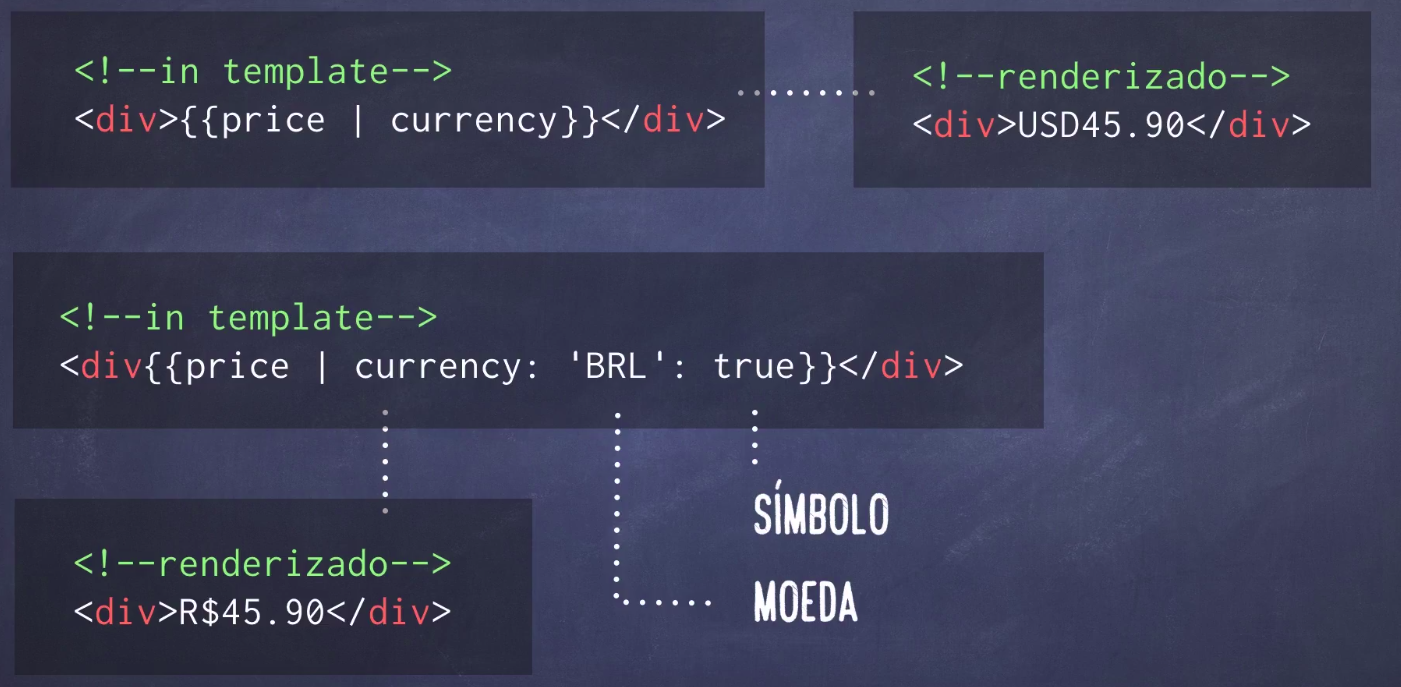 <!--in template-->
<div>{{price | currency}}</div>
<!--renderizado-->
<div>USD45.90</div>
<!--in template-->
<div{{price | currency: 'BRL': true}}</div>
SÍMBOLO
MOEDA
<!--renderizado-->
<div>R$45.90</div>